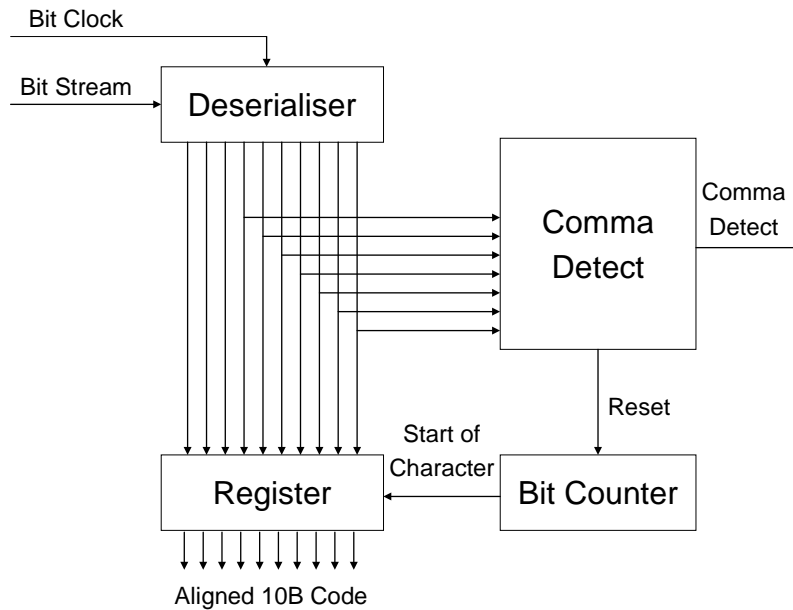 Bit Clock
Bit Stream
Deserialiser
Comma
Detect
Comma
Detect
Reset
Start of
Character
Register
Bit Counter
Aligned 10B Code